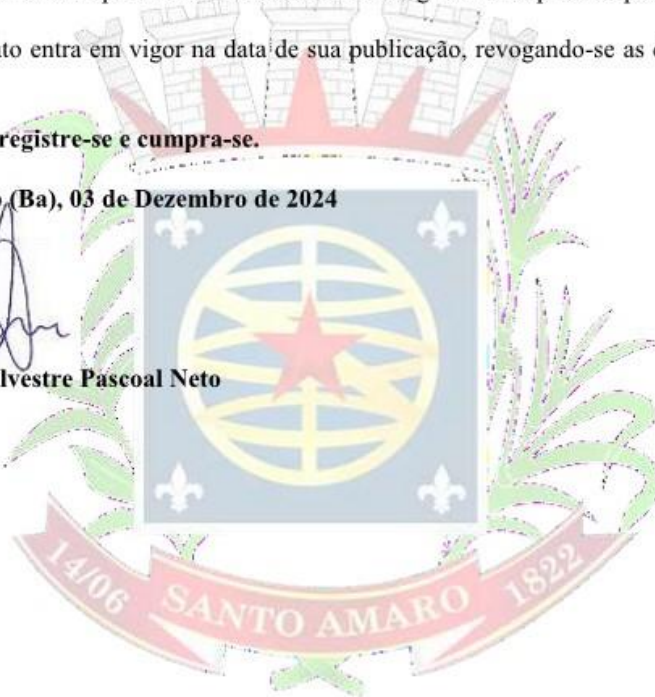 to entra em vigor na data de sua publicação, revogando-se as
registre-se e cumpra-se.
(Ba), 03 de Dezembro de 2024
lvestre Pascoal Neto
14/06 SANTO AMARO 1822